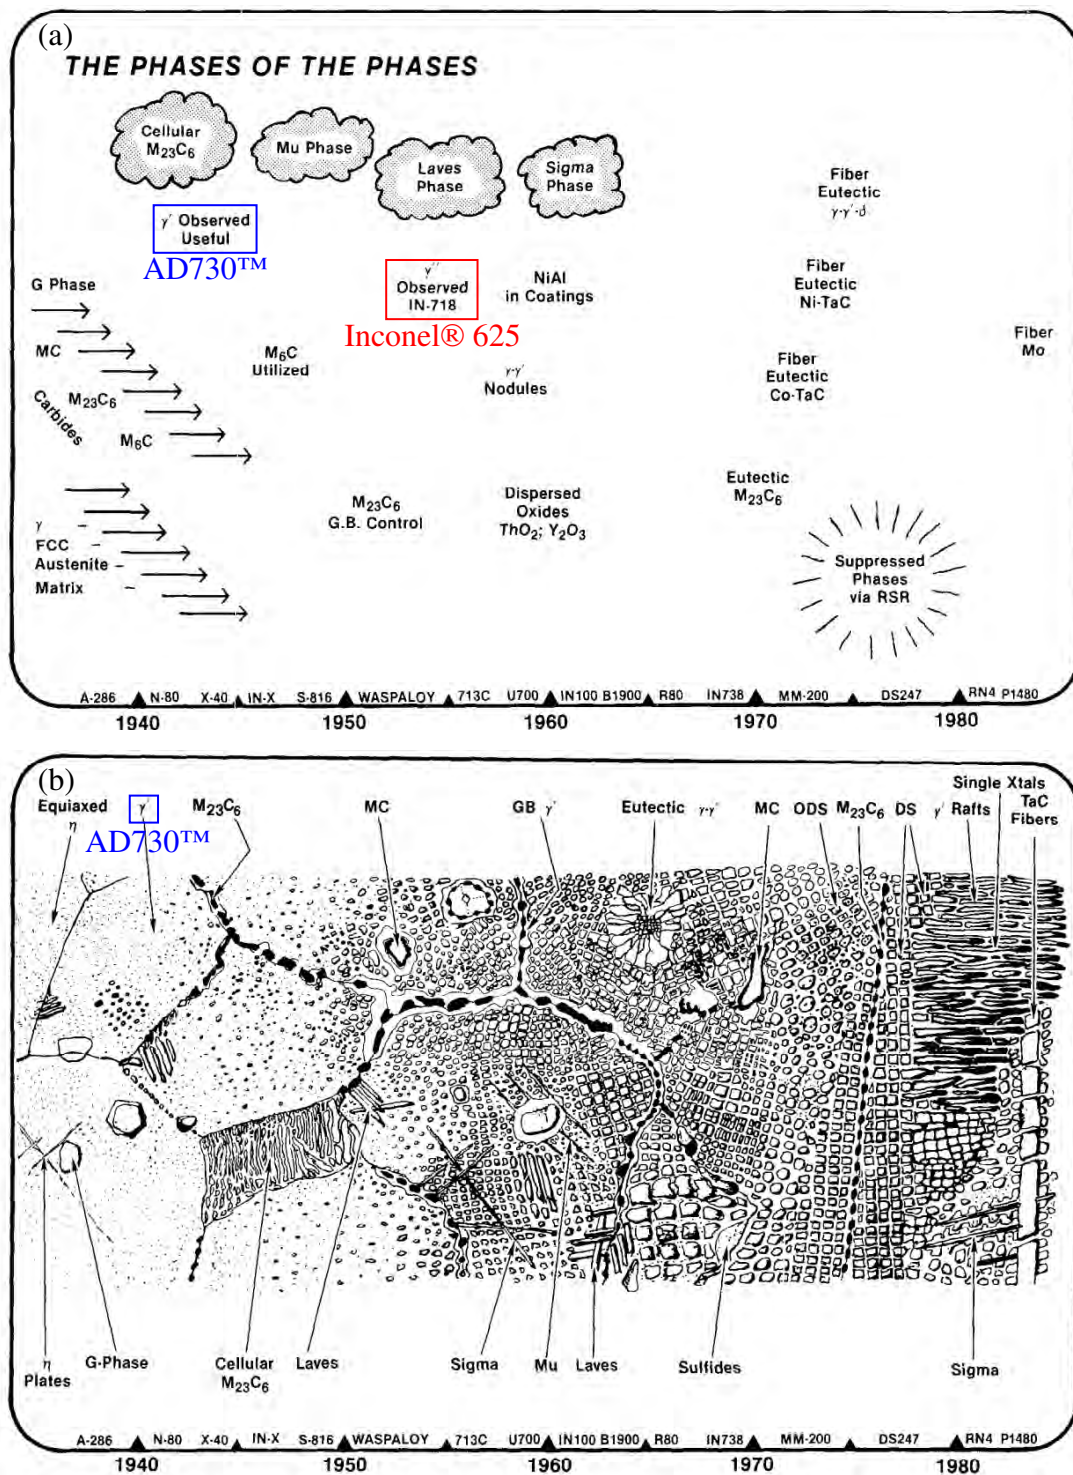 (a)
THE PHASES OF THE PHASES
Cellular
M23C6
Mu Phase
Laves
Phase
Sigma
Phase
Fiber
Eutectic
γ-γ'-δ
γ' Observed
Useful
AD730™
γ''
Observed
IN-718
Inconel® 625
NiAl
in Coatings
Fiber
Eutectic
Ni-TaC
G Phase
MC
M23C6
Carbides
M6C
M6C
Utilized
γ-γ'
Nodules
Fiber
Eutectic
Co-TaC
Fiber
Mo
M23C6
G.B. Control
Dispersed
Oxides
ThO2; Y2O3
Eutectic
M23C6
γ –
FCC –
Austenite –
Matrix –
Suppressed
Phases
via RSR
A-286 N-80 X-40 IN-X S-816 WASPALOY 713C U700 IN100 B1900 R80 IN738 MM-200 DS247 RN4 P1480
1940 1950 1960 1970 1980
(b)
Equiaxed
η
γ'
AD730™
M23C6
MC
GB γ'
Eutectic γ-γ'
MC
ODS
M23C6
DS
γ' Rafts
Single Xtals
TaC
Fibers
η
Plates
G-Phase
Cellular
M23C6
Laves
Sigma
Mu
Laves
Sulfides
Sigma
A-286 N-80 X-40 IN-X S-816 WASPALOY 713C U700 IN100 B1900 R80 IN738 MM-200 DS247 RN4 P1480
1940 1950 1960 1970 1980